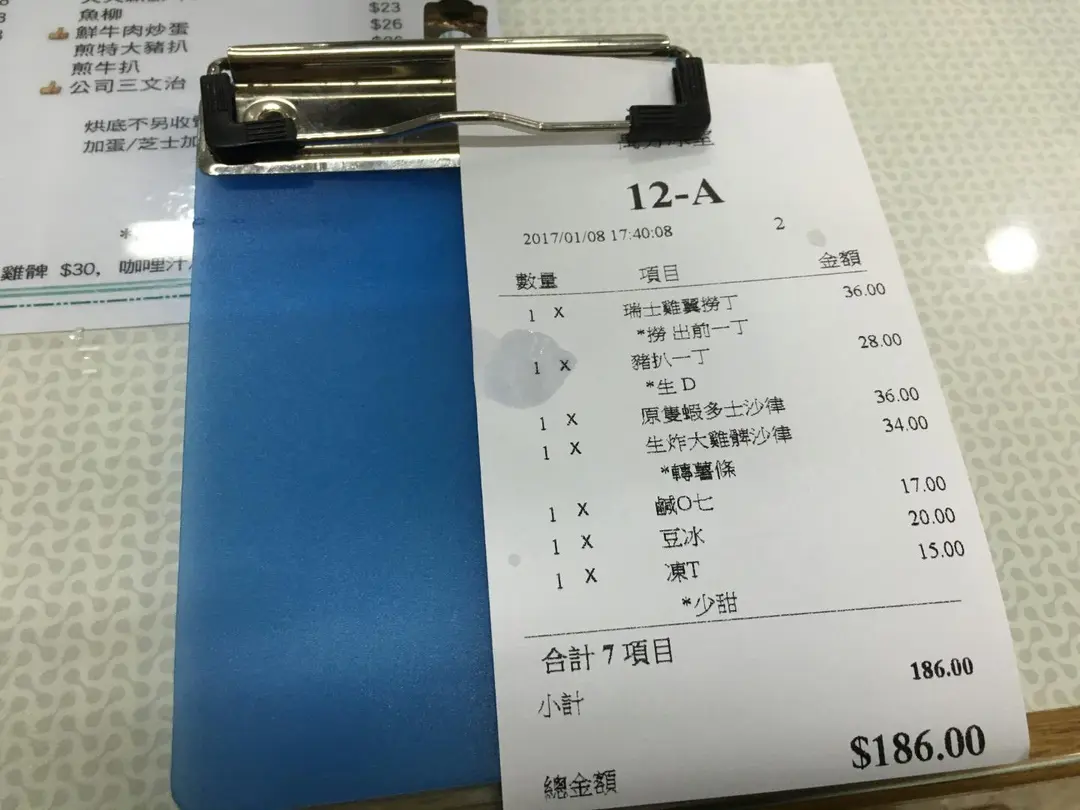 $23
魚柳
$26
鮮牛肉炒蛋
煎特大豬扒
煎牛扒
公司三文治
烘底不另收
加蛋/芝士加
*
雞髀 $30, 咖哩汁
12-A
2017/01/08 17:40:08 2
數量 項目 金額
1 X 瑞士雞翼撈丁 36.00
*撈 出前一丁
1 X 豬扒一丁 28.00
*生 D
1 X 原隻蝦多士沙律 36.00
1 X 生炸大雞髀沙律 34.00
*轉薯條
1 X 鹹O七 17.00
1 X 豆冰 20.00
1 X 凍T 15.00
*少甜
合計 7 項目
小計 186.00
總金額 $186.00